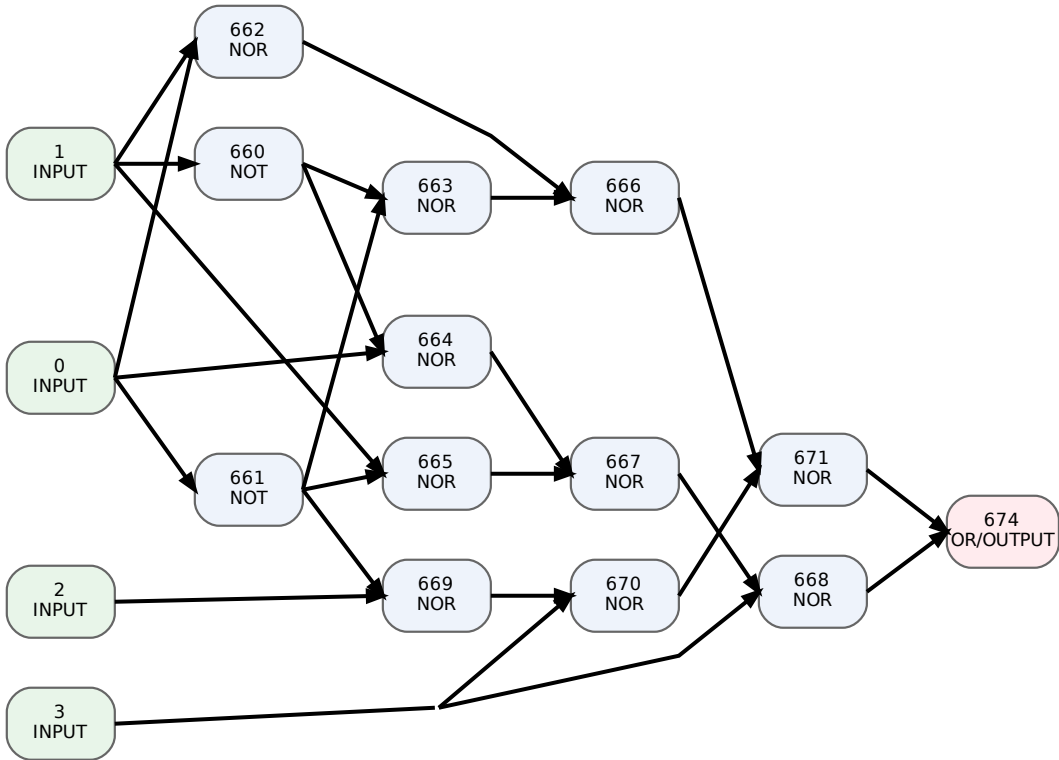 662
NOR
1
INPUT
660
NOT
663
NOR
666
NOR
664
NOR
0
INPUT
661
NOT
665
NOR
667
NOR
671
NOR
674
OR/OUTPUT
2
INPUT
669
NOR
670
NOR
668
NOR
3
INPUT